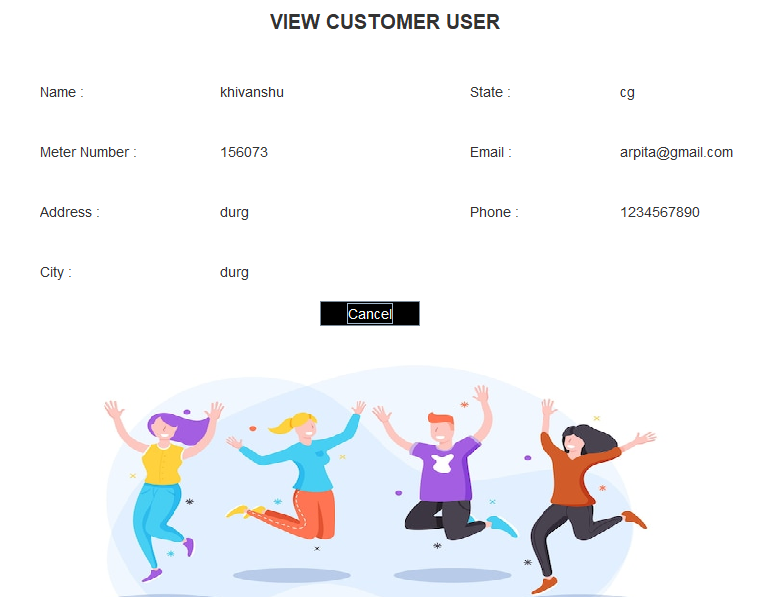 VIEW CUSTOMER USER
Name : khivanshu State : cg
Meter Number : 156073 Email : arpita@gmail.com
Address : durg Phone : 1234567890
City : durg
Cancel